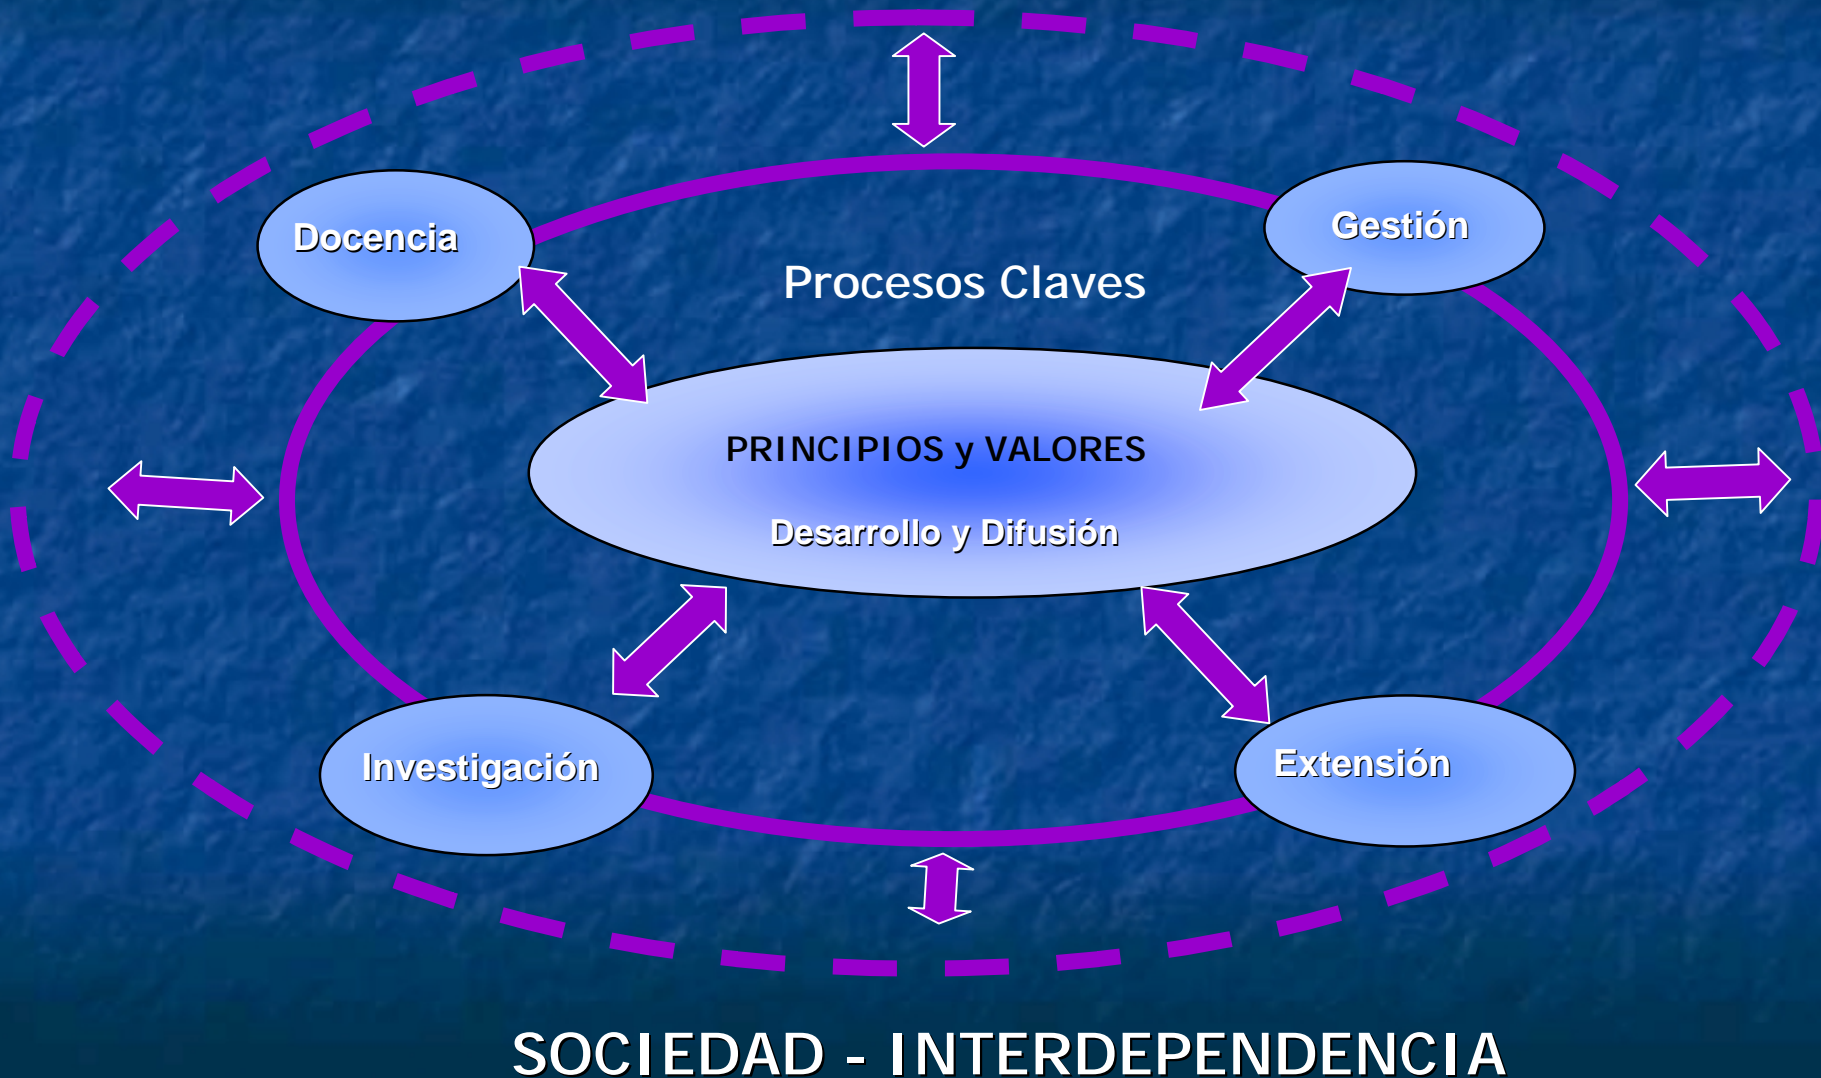 Docencia
Gestión
Procesos Claves
PRINCIPIOS y VALORES
Desarrollo y Difusión
Investigación
Extensión
SOCIEDAD - INTERDEPENDENCIA